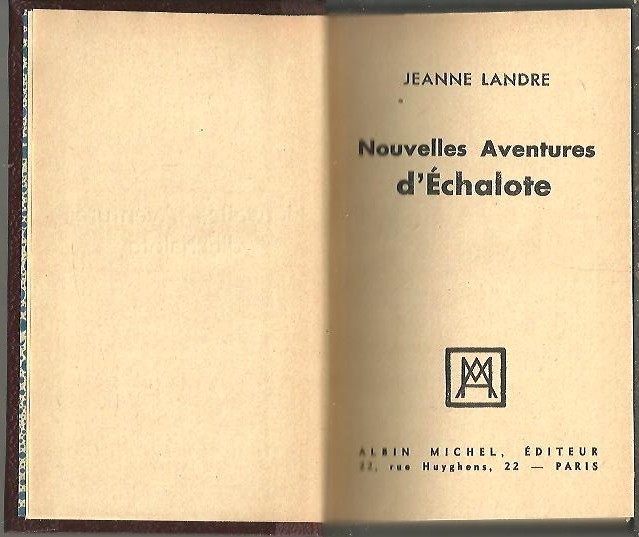 JEANNE LANDRE
Nouvelles Aventures
d'Échalote
ALBIN MICHEL, ÉDITEUR
22, rue Huyghens, 22 — PARIS